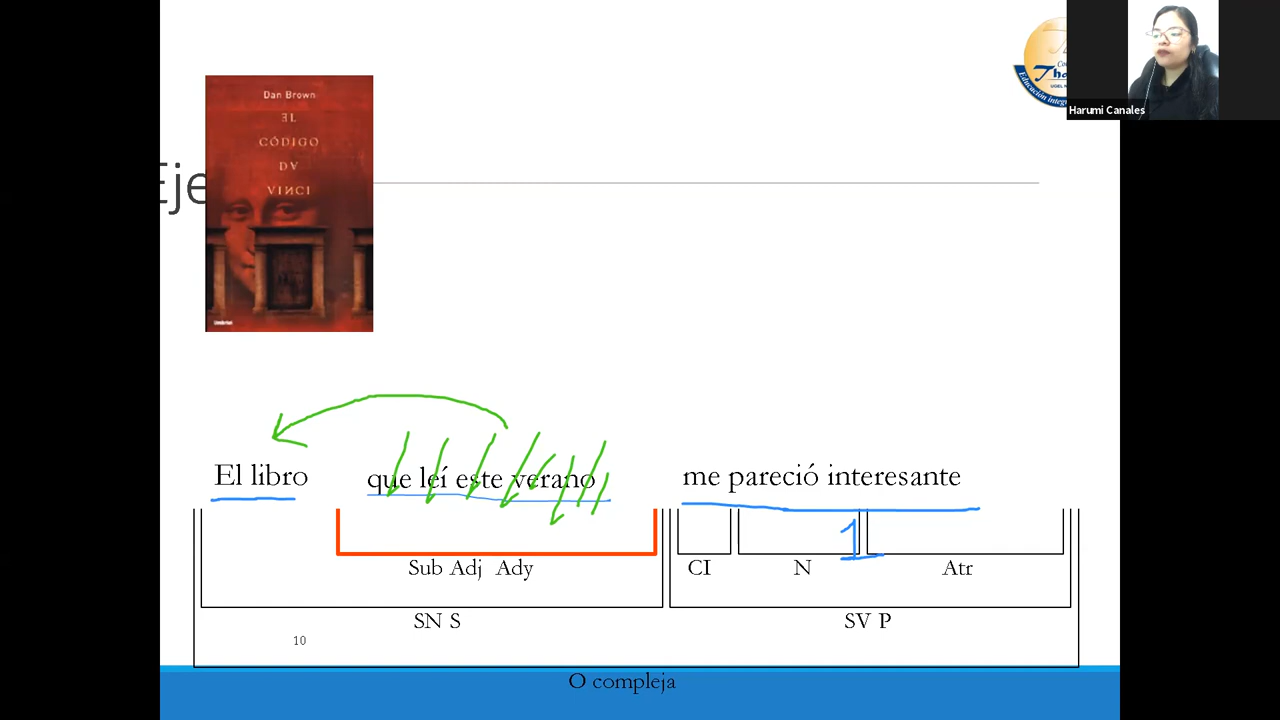 Harumi Canales
Dan Brown
EL
CÓDIGO
DA
VINCI
Eje
El libro que leí este verano me pareció interesante
1
Sub Adj Ady CI N Atr
SN S SV P
10
O compleja